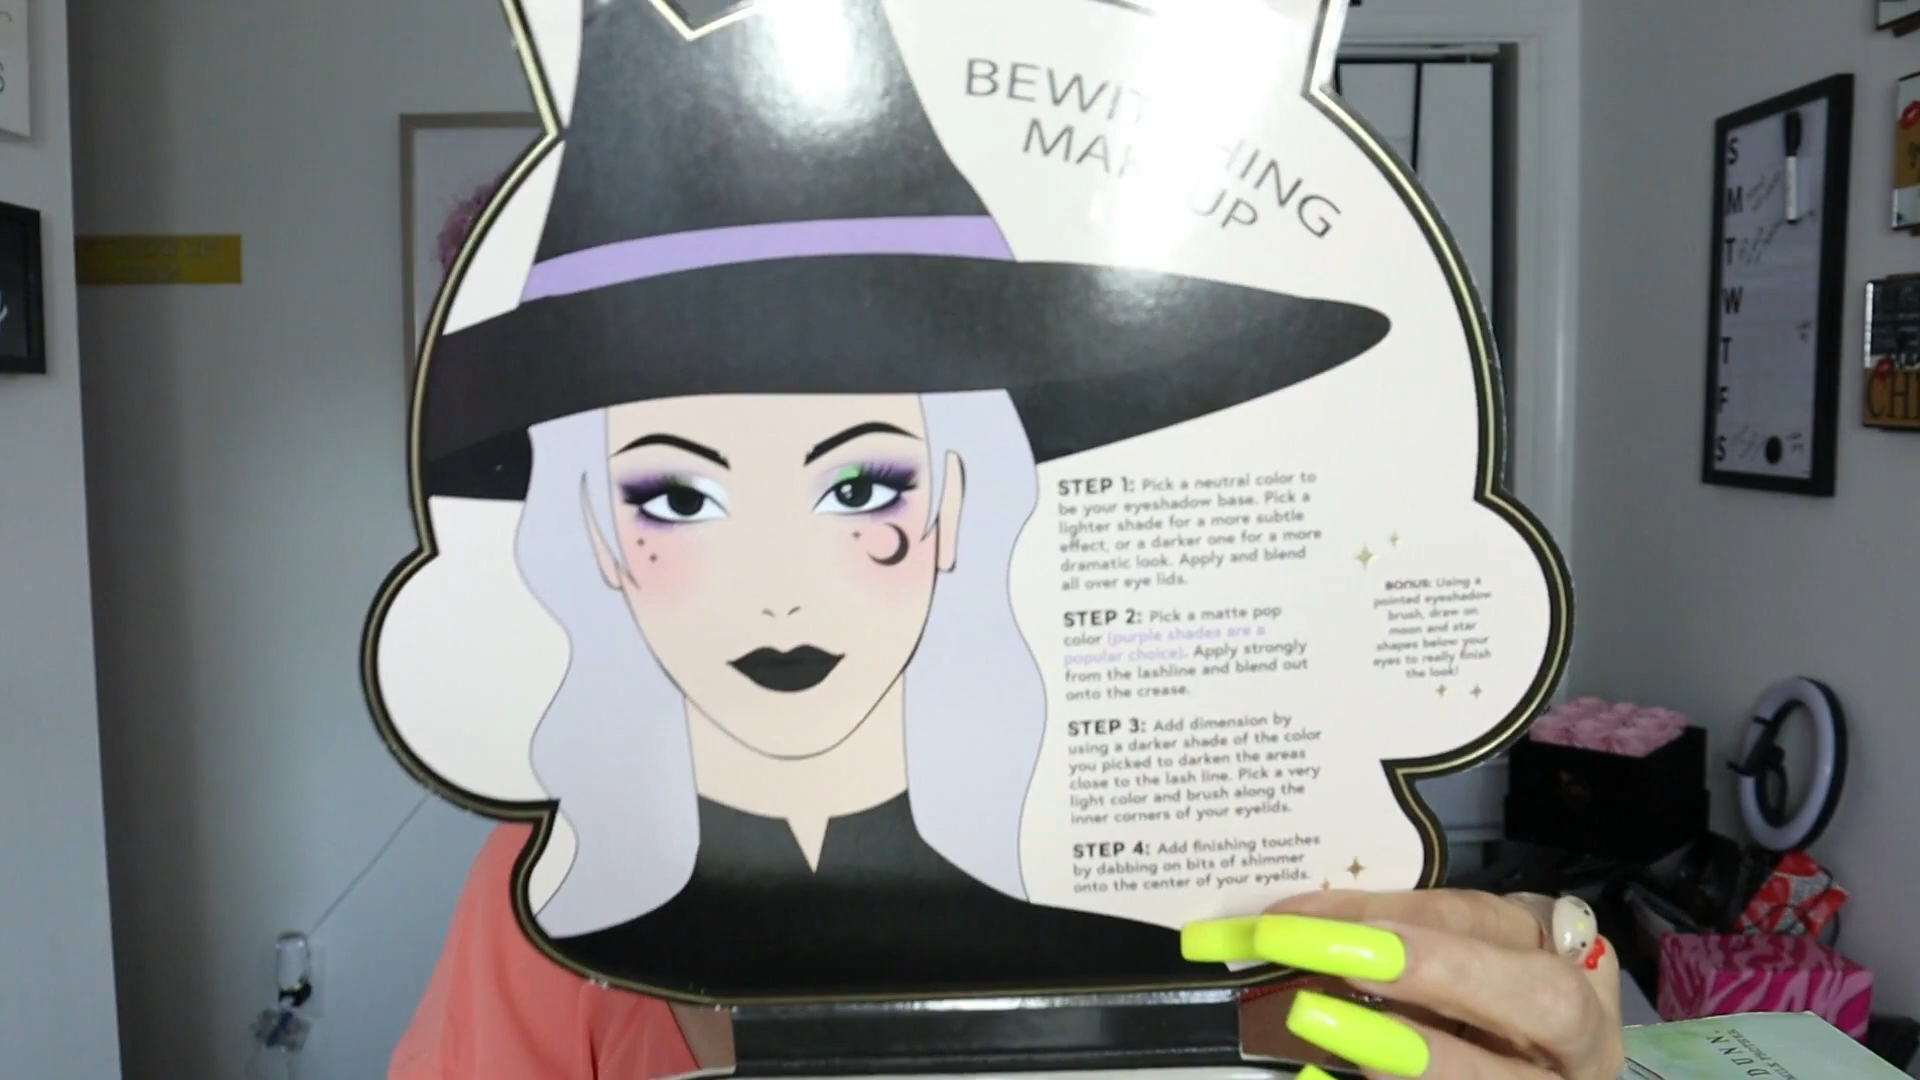 BEWITCHING
MAKEUP
STEP 1: Pick a neutral color to
be your eyeshadow base. Pick a
lighter shade for a more subtle
effect, or a darker one for a more
dramatic look. Apply and blend
all over eye lids.
STEP 2: Pick a matte pop
color (purple shades are a
popular choice). Apply strongly
from the lashline and blend out
onto the crease.
STEP 3: Add dimension by
using a darker shade of the color
you picked to darken the areas
close to the lash line. Pick a very
light color and brush along the
inner corners of your eyelids.
STEP 4: Add finishing touches
by dabbing on bits of shimmer
onto the center of your eyelids.
BONUS: Using a
pointed eyeshadow
brush, draw on
moon and star
shapes below your
eyes to really finish
the look!
S
M
T
W
T
F
S
DUNN